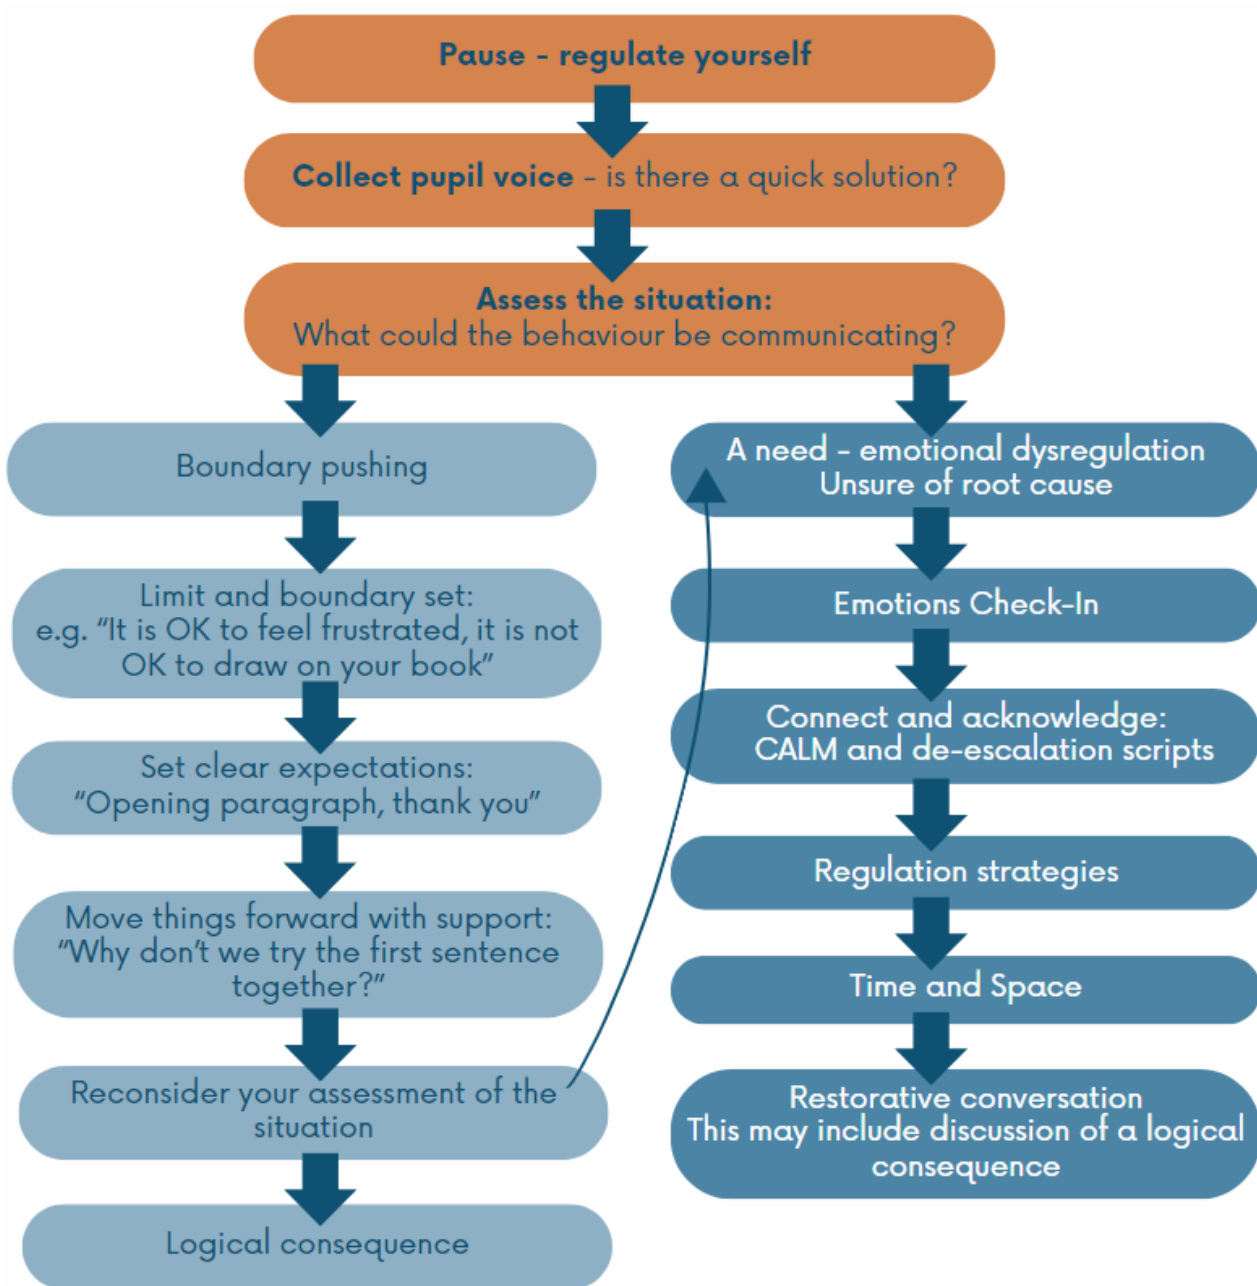 Pause - regulate yourself
Collect pupil voice - is there a quick solution?
Assess the situation:
What could the behaviour be communicating?
Boundary pushing
Limit and boundary set:
e.g. “It is OK to feel frustrated, it is not
OK to draw on your book”
Set clear expectations:
“Opening paragraph, thank you”
Move things forward with support:
“Why don’t we try the first sentence
together?”
Reconsider your assessment of the
situation
Logical consequence
A need - emotional dysregulation
Unsure of root cause
Emotions Check-In
Connect and acknowledge:
CALM and de-escalation scripts
Regulation strategies
Time and Space
Restorative conversation
This may include discussion of a logical
consequence